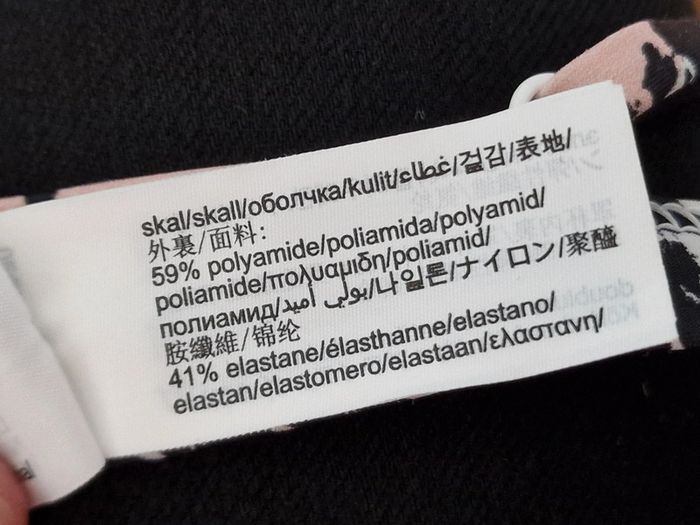 skal/skall/оболчка/kulit/غطاء/겉감/表地/
外裏/面料:
59% polyamide/poliamida/polyamid/
poliamide/πολυαμιδη/poliamid/
полиамид/بولي أميد/나일론/ナイロン/聚醯
胺纖維/锦纶
41% elastane/élasthanne/elastano/
elastan/elastomero/elastaan/ελαστανη/